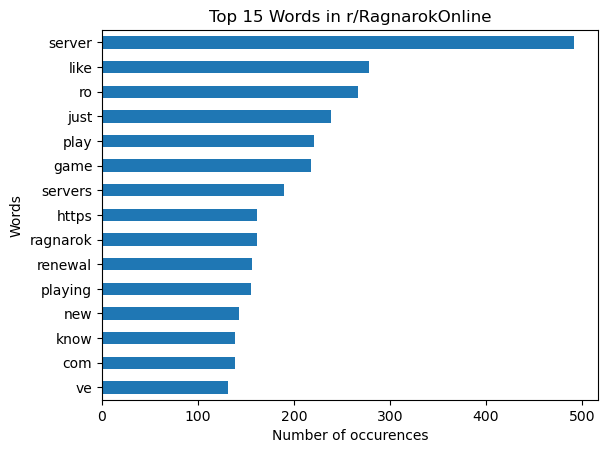 Top 15 Words in r/RagnarokOnline
server
like
ro
just
play
game
servers
https
ragnarok
renewal
playing
new
know
com
ve
Words
0 100 200 300 400 500
Number of occurences